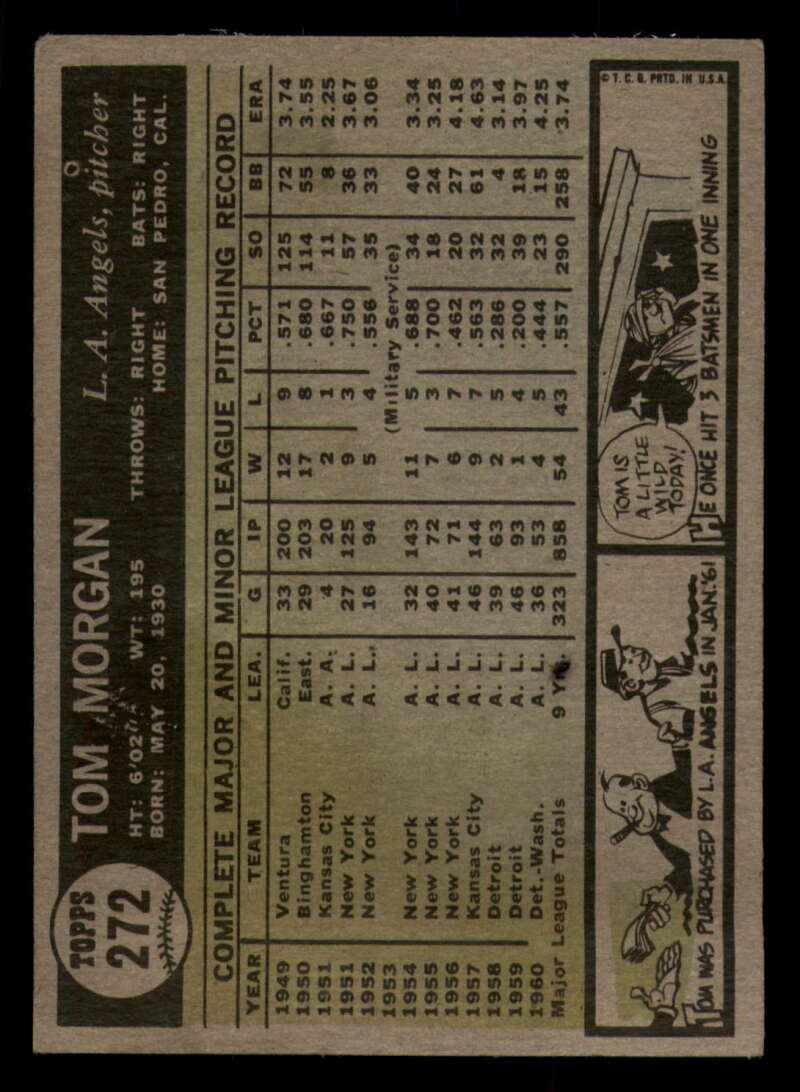 TOPPS
272
TOM MORGAN
L. A. Angels, pitcher
HT: 6'02" WT: 195 THROWS: RIGHT BATS: RIGHT
BORN: MAY 20, 1930 HOME: SAN PEDRO, CAL.
COMPLETE MAJOR AND MINOR LEAGUE PITCHING RECORD
YEAR TEAM LEA. G IP W L PCT SO BB ERA
1949 Ventura Calif. 33 200 12 9 .571 125 72 3.74
1950 Binghamton East. 29 203 17 8 .680 114 55 3.55
1951 Kansas City A. A. 4 20 2 1 .667 11 8 2.25
1951 New York A. L. 27 125 9 3 .750 57 36 3.67
1952 New York A. L. 16 94 5 4 .556 35 33 3.06
1953 (Military Service)
1954 New York A. L. 32 143 11 5 .688 34 40 3.34
1955 New York A. L. 40 72 7 3 .700 18 24 3.25
1956 New York A. L. 41 71 6 7 .462 20 27 4.18
1957 Kansas City A. L. 46 144 9 7 .563 32 61 4.63
1958 Detroit A. L. 39 63 2 5 .286 32 4 3.14
1959 Detroit A. L. 46 93 1 4 .200 39 18 3.97
1960 Det.-Wash. A. L. 36 53 4 5 .444 23 15 4.25
Major League Totals 9 Yrs. 323 858 54 43 .557 290 258 3.74
TOM WAS PURCHASED BY L.A. ANGELS IN JAN. '61
TOM IS
A LITTLE
WILD
TODAY!
HE ONCE HIT 3 BATSMEN IN ONE INNING
© T. C. G. PRTD. IN U.S.A.